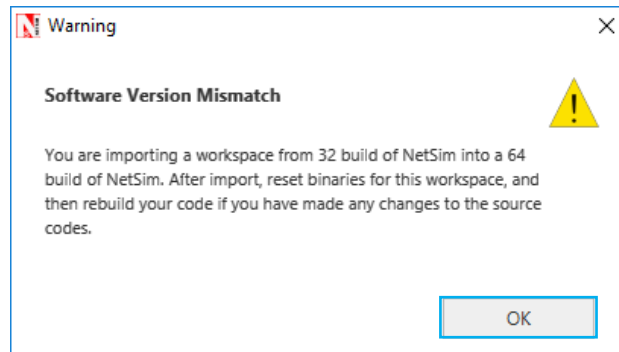 Warning
Software Version Mismatch
You are importing a workspace from 32 build of NetSim into a 64
build of NetSim. After import, reset binaries for this workspace, and
then rebuild your code if you have made any changes to the source
codes.
OK